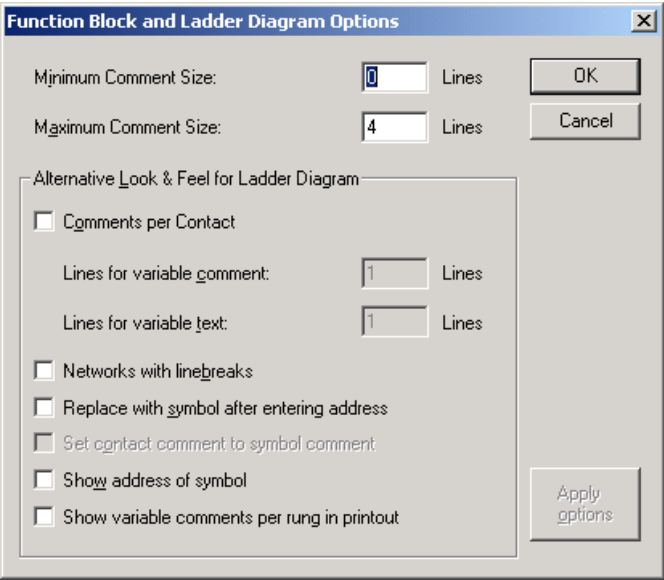 Function Block and Ladder Diagram Options
Minimum Comment Size: 0 Lines OK
Maximum Comment Size: 4 Lines Cancel
Alternative Look & Feel for Ladder Diagram
Comments per Contact
Lines for variable comment: 1 Lines
Lines for variable text: 1 Lines
Networks with linebreaks
Replace with symbol after entering address
Set contact comment to symbol comment
Show address of symbol
Show variable comments per rung in printout
Apply
options